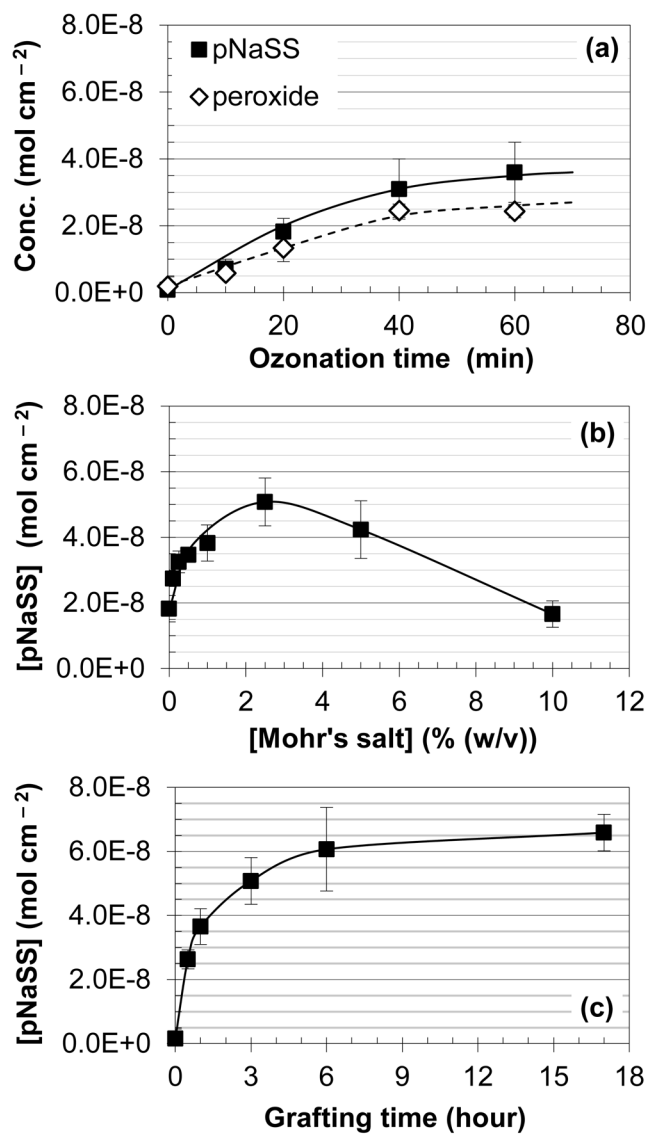 8.0E-8
pNaSS
(a)
peroxide
6.0E-8
4.0E-8
2.0E-8
0.0E+0
Conc. (mol cm⁻²)
0 20 40 60 80
Ozonation time (min)
8.0E-8
(b)
6.0E-8
4.0E-8
2.0E-8
0.0E+0
[pNaSS] (mol cm⁻²)
0 2 4 6 8 10 12
[Mohr's salt] (% (w/v))
8.0E-8
6.0E-8
4.0E-8
2.0E-8
(c)
0.0E+0
[pNaSS] (mol cm⁻²)
0 3 6 9 12 15 18
Grafting time (hour)